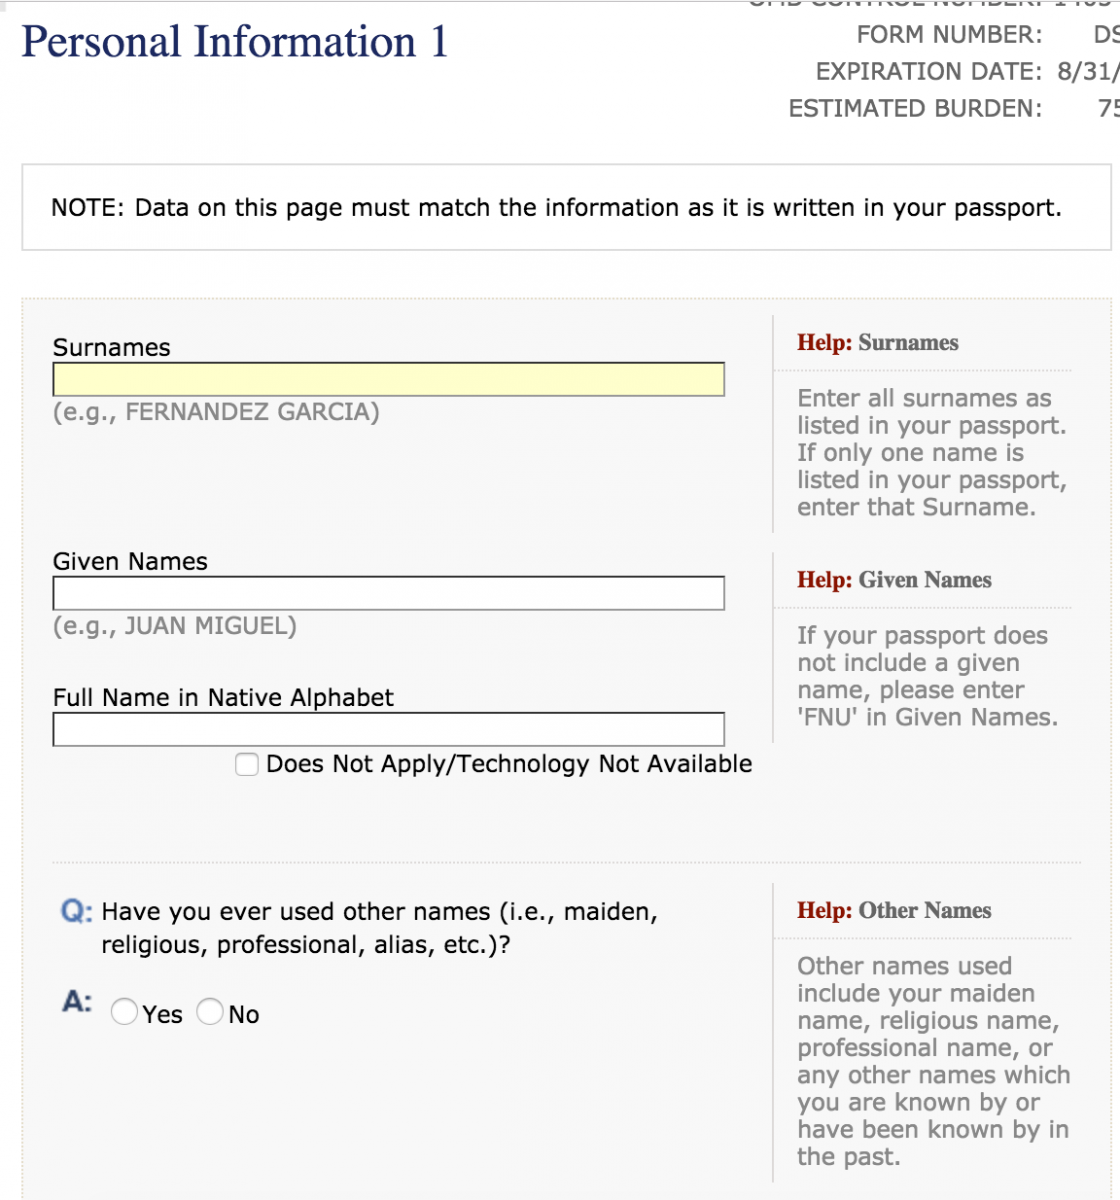 Personal Information 1
FORM NUMBER: DS
EXPIRATION DATE: 8/31/
ESTIMATED BURDEN: 75
NOTE: Data on this page must match the information as it is written in your passport.
Surnames
(e.g., FERNANDEZ GARCIA)
Help: Surnames
Enter all surnames as
listed in your passport.
If only one name is
listed in your passport,
enter that Surname.
Given Names
(e.g., JUAN MIGUEL)
Full Name in Native Alphabet
Does Not Apply/Technology Not Available
Help: Given Names
If your passport does
not include a given
name, please enter
'FNU' in Given Names.
Q: Have you ever used other names (i.e., maiden,
religious, professional, alias, etc.)?
A: Yes No
Help: Other Names
Other names used
include your maiden
name, religious name,
professional name, or
any other names which
you are known by or
have been known by in
the past.